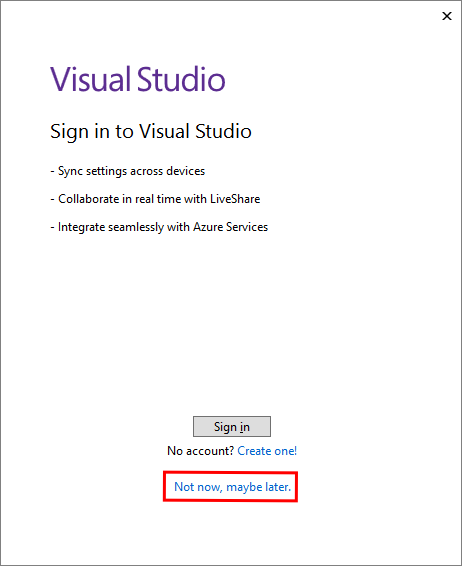 Visual Studio
Sign in to Visual Studio
- Sync settings across devices
- Collaborate in real time with LiveShare
- Integrate seamlessly with Azure Services
Sign in
No account? Create one!
Not now, maybe later.